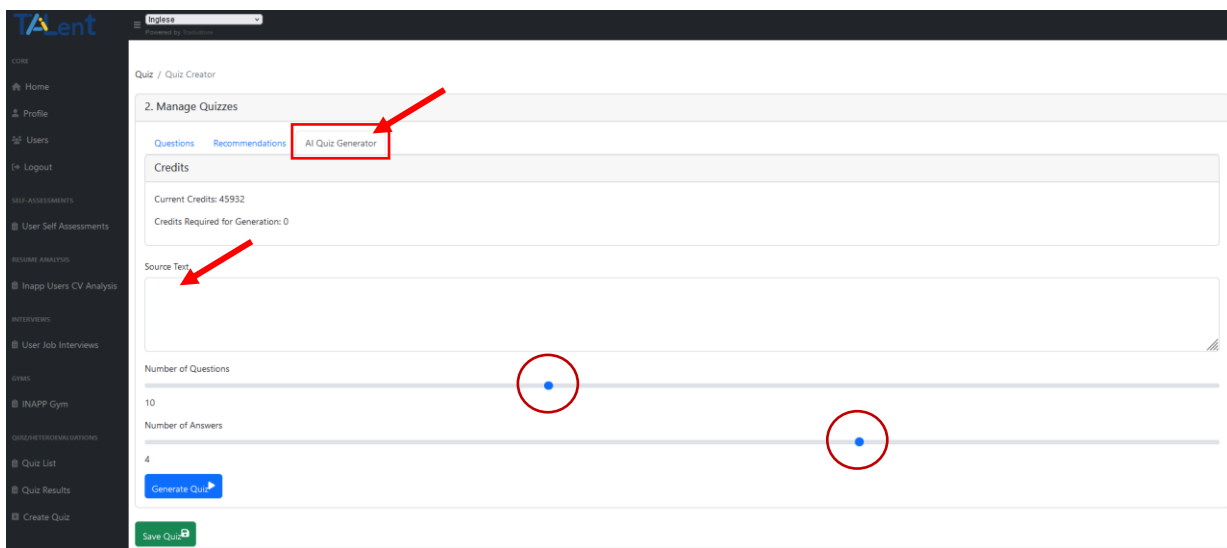 TALent
Inglese
Powered by
CORE
Home
Profile
Users
Logout
SELF-ASSESSMENTS
User Self Assessments
RESUME ANALYSIS
Inapp Users CV Analysis
INTERVIEWS
User Job Interviews
GYMS
INAPP Gym
QUIZ/HETEROEVALUATIONS
Quiz List
Quiz Results
Create Quiz
Quiz / Quiz Creator
2. Manage Quizzes
Questions Recommendations AI Quiz Generator
Credits
Current Credits: 45932
Credits Required for Generation: 0
Source Text
Number of Questions
10
Number of Answers
4
Generate Quiz
Save Quiz